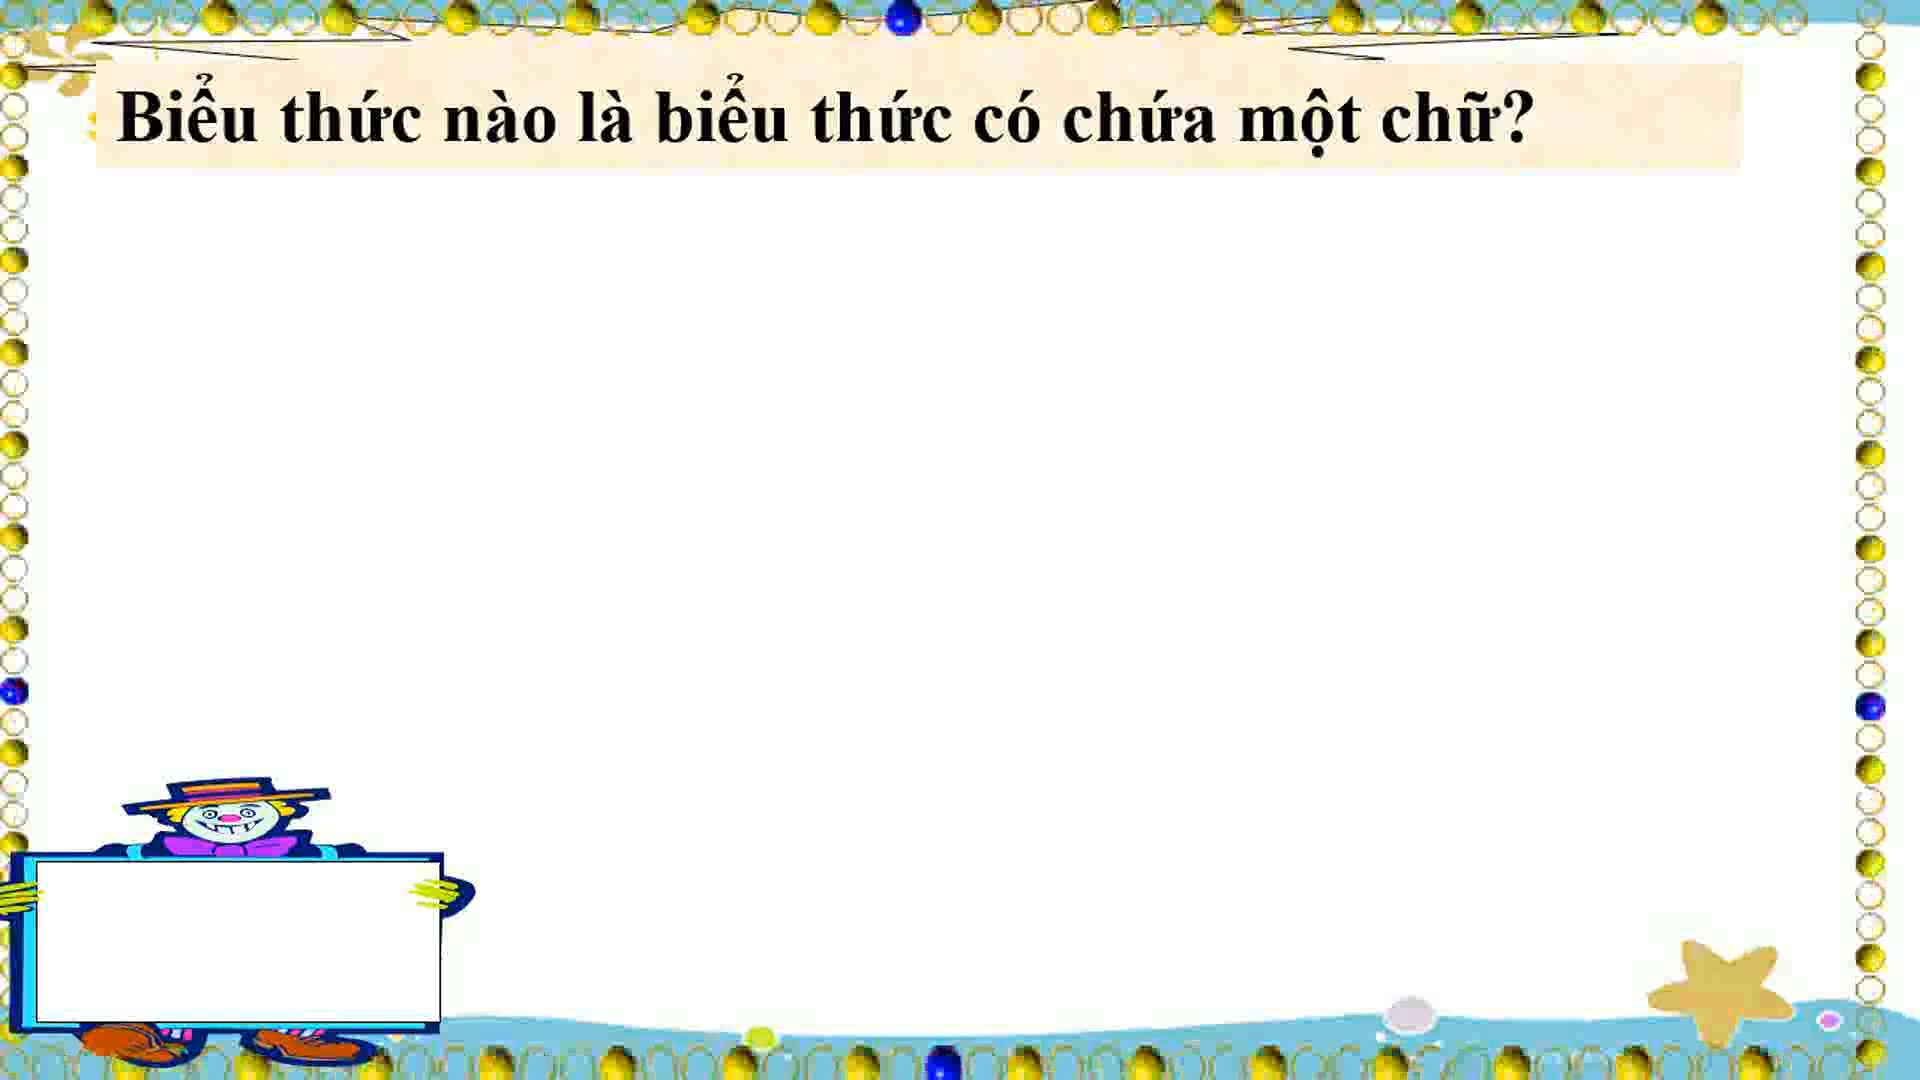 Biểu thức nào là biểu thức có chứa một chữ?